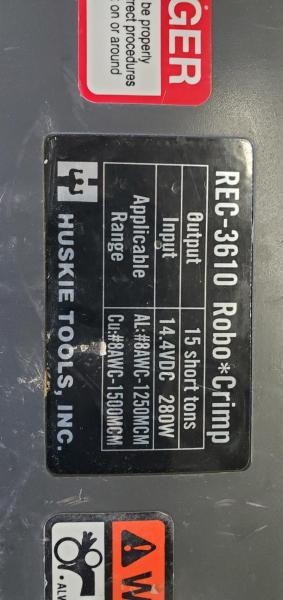 GER
be properly
rrect procedures
t on or around
REC-3610 Robo*Crimp
Output 15 short tons
Input 14.4VDC 280W
Applicable Range AL:#8AWG-1250MCM
Cu:#8AWG-1500MCM
HUSKIE TOOLS, INC.
W